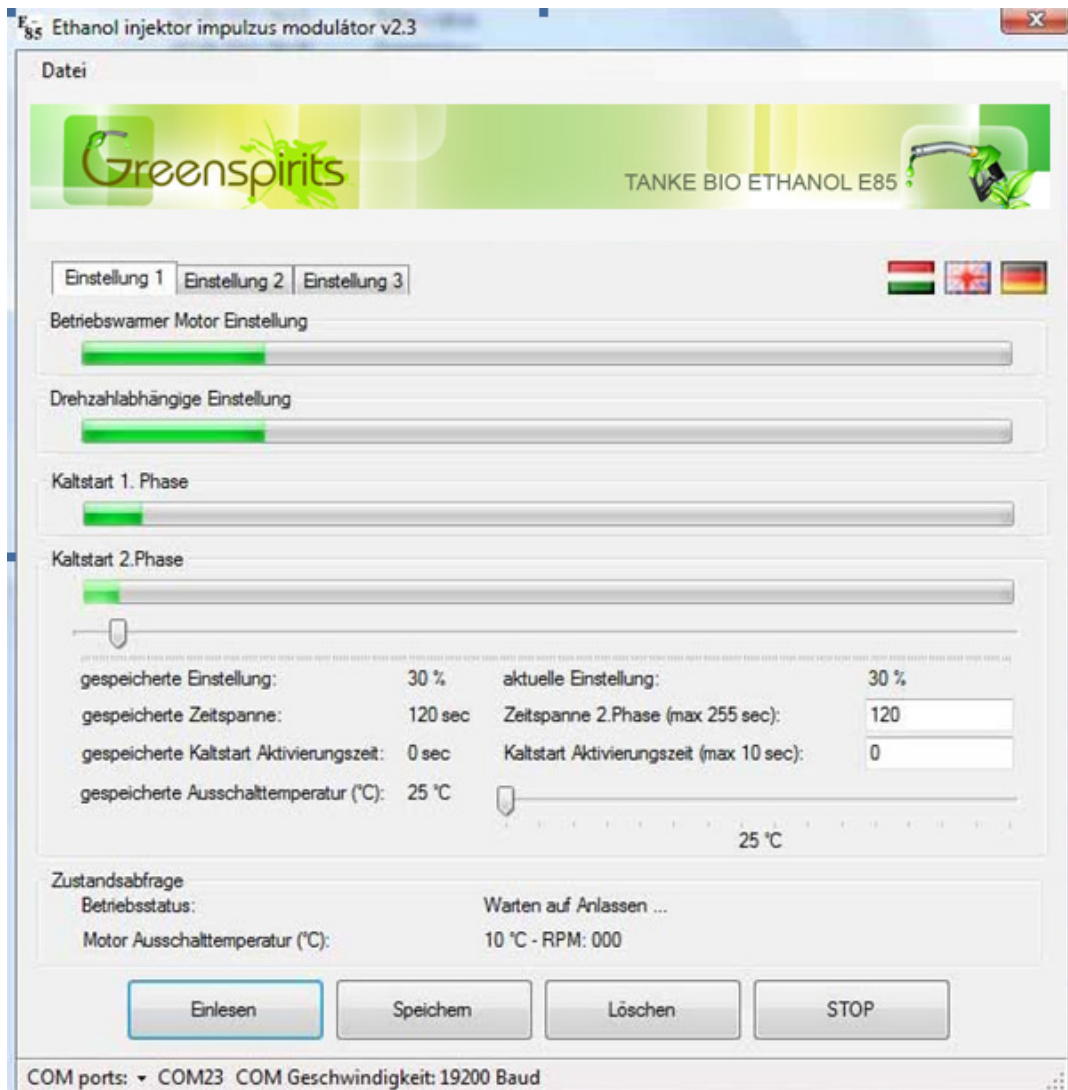 E-85 Ethanol injektor impulzus modulátor v2.3
Datei
Greenspirits
TANKE BIO ETHANOL E85
Einstellung 1 Einstellung 2 Einstellung 3
Betriebswarmer Motor Einstellung
Drehzahlabhängige Einstellung
Kaltstart 1. Phase
Kaltstart 2.Phase
gespeicherte Einstellung: 30 % aktuelle Einstellung: 30 %
gespeicherte Zeitspanne: 120 sec Zeitspanne 2.Phase (max 255 sec): 120
gespeicherte Kaltstart Aktivierungszeit: 0 sec Kaltstart Aktivierungszeit (max 10 sec): 0
gespeicherte Ausschalttemperatur (°C): 25 °C
25 °C
Zustandsabfrage
Betriebsstatus: Warten auf Anlassen ...
Motor Ausschalttemperatur (°C): 10 °C - RPM: 000
Einlesen Speichern Löschen STOP
COM ports: COM23 COM Geschwindigkeit: 19200 Baud